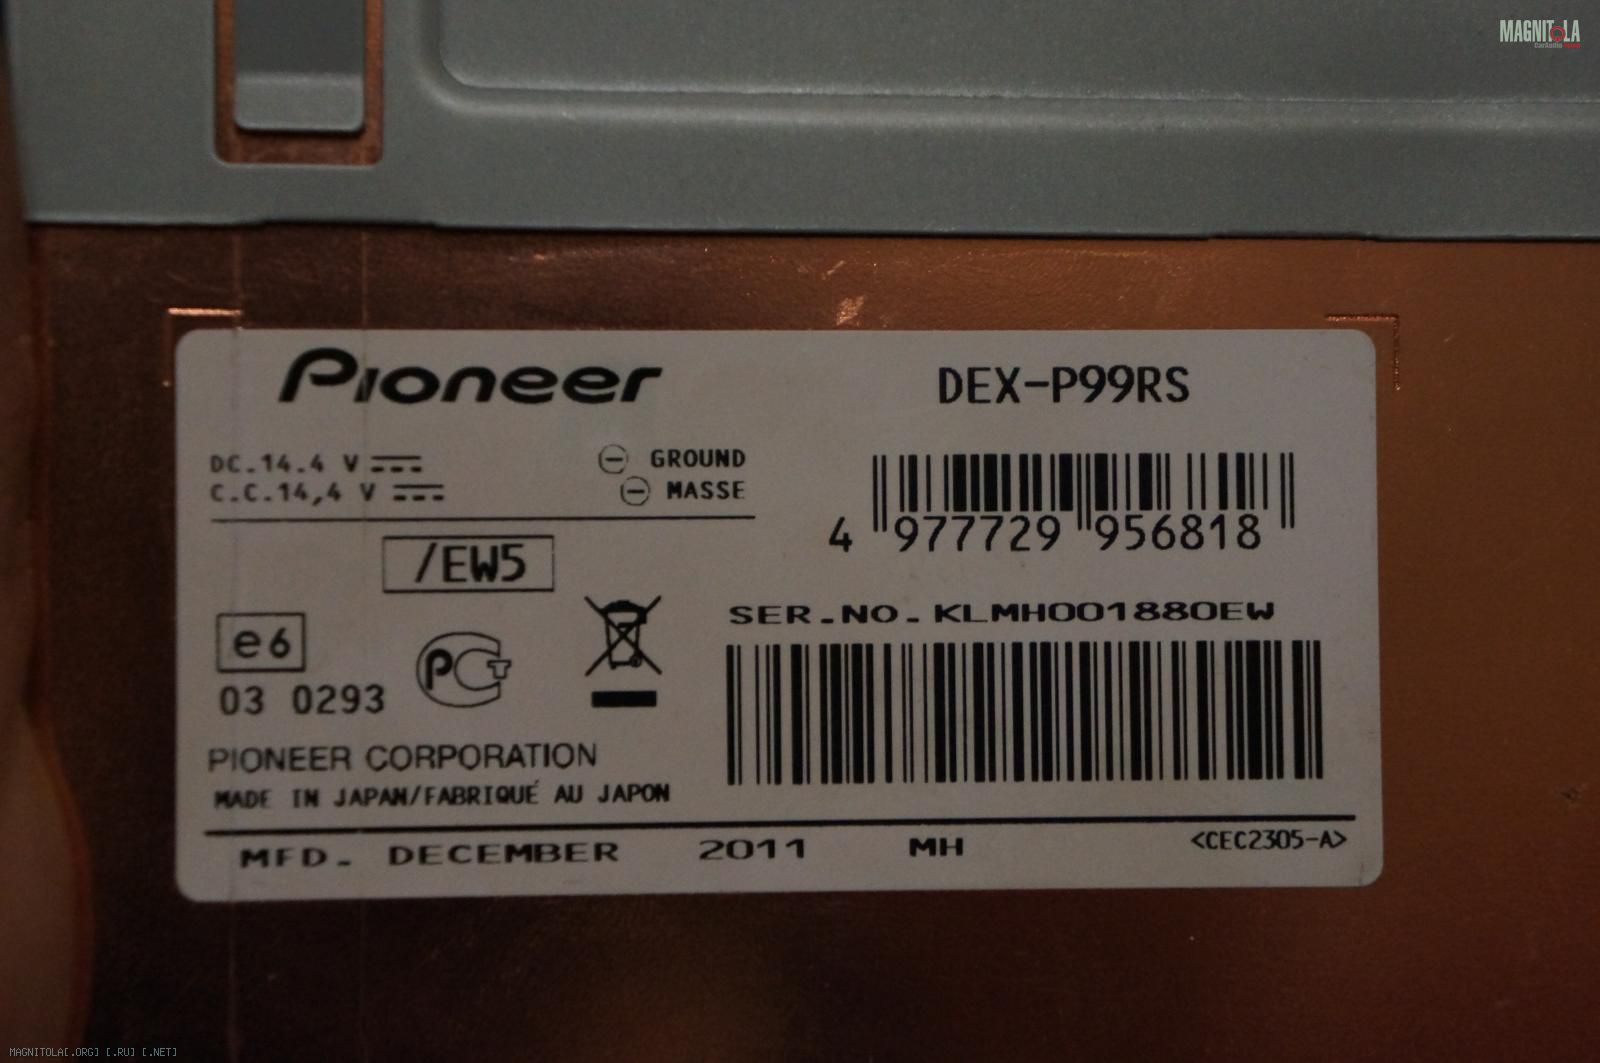 MAGNITOLA
Pioneer
DEX-P99RS
DC.14.4 V
C.C.14,4 V
GROUND
MASSE
4 977729 956818
/EW5
SER.NO. KLMH001880EW
e6
03 0293
PCT
PIONEER CORPORATION
MADE IN JAPAN/FABRIQUÉ AU JAPON
MFD. DECEMBER 2011 MH
<CEC2305-A>
MAGNITOLA[.ORG] [.RU] [.NET]